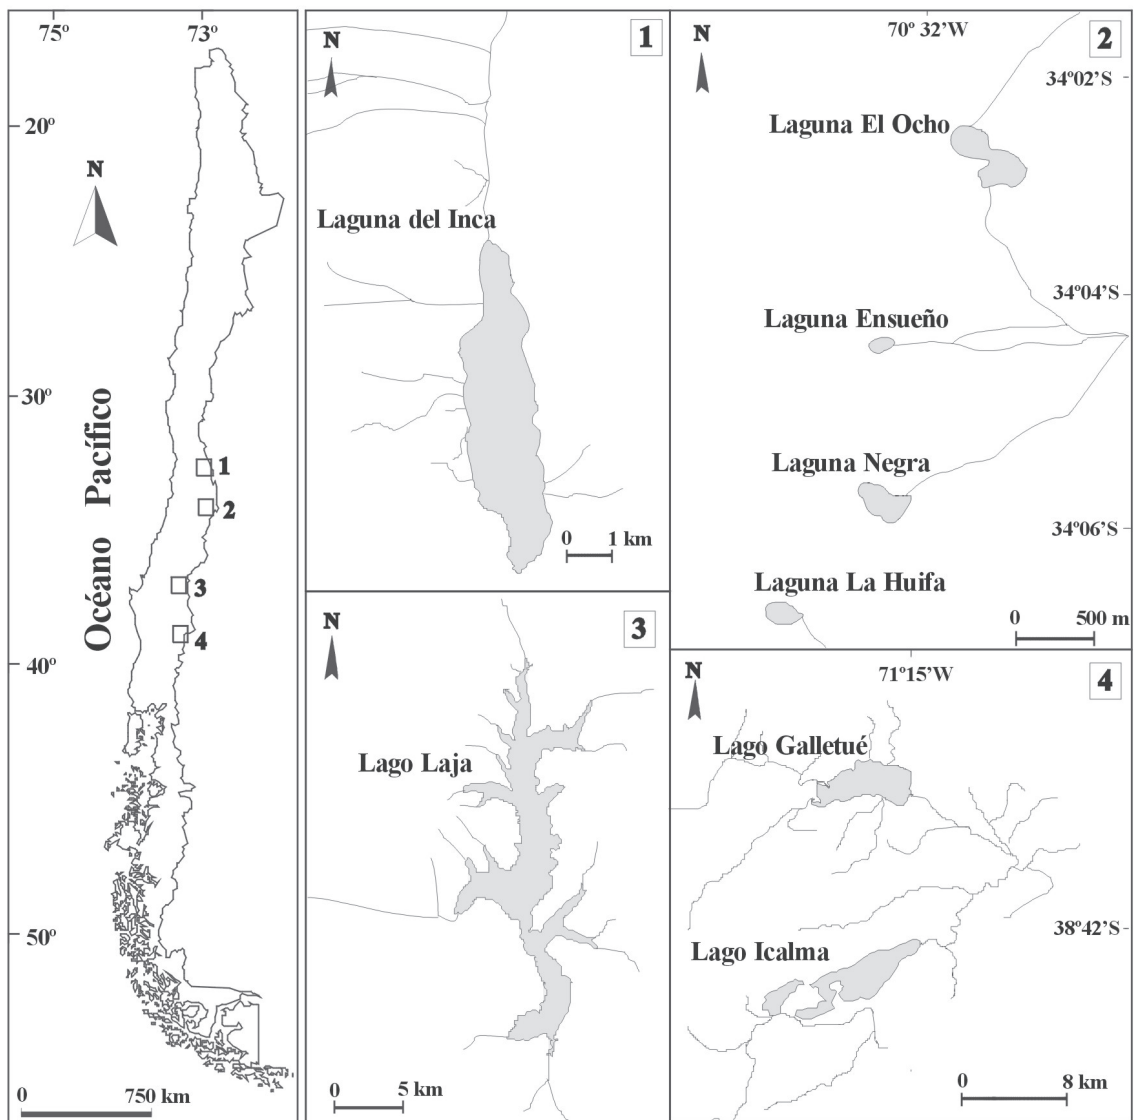 75º
73º
N
20º
30º
40º
50º
Océano Pacífico
1
2
3
4
0
750 km
N
1
Laguna del Inca
0
1 km
N
70º 32’W
2
34º02’S
Laguna El Ocho
34º04’S
Laguna Ensueño
Laguna Negra
34º06’S
Laguna La Huifa
0
500 m
N
3
Lago Laja
0
5 km
N
71º15’W
4
Lago Galletué
38º42’S
Lago Icalma
0
8 km